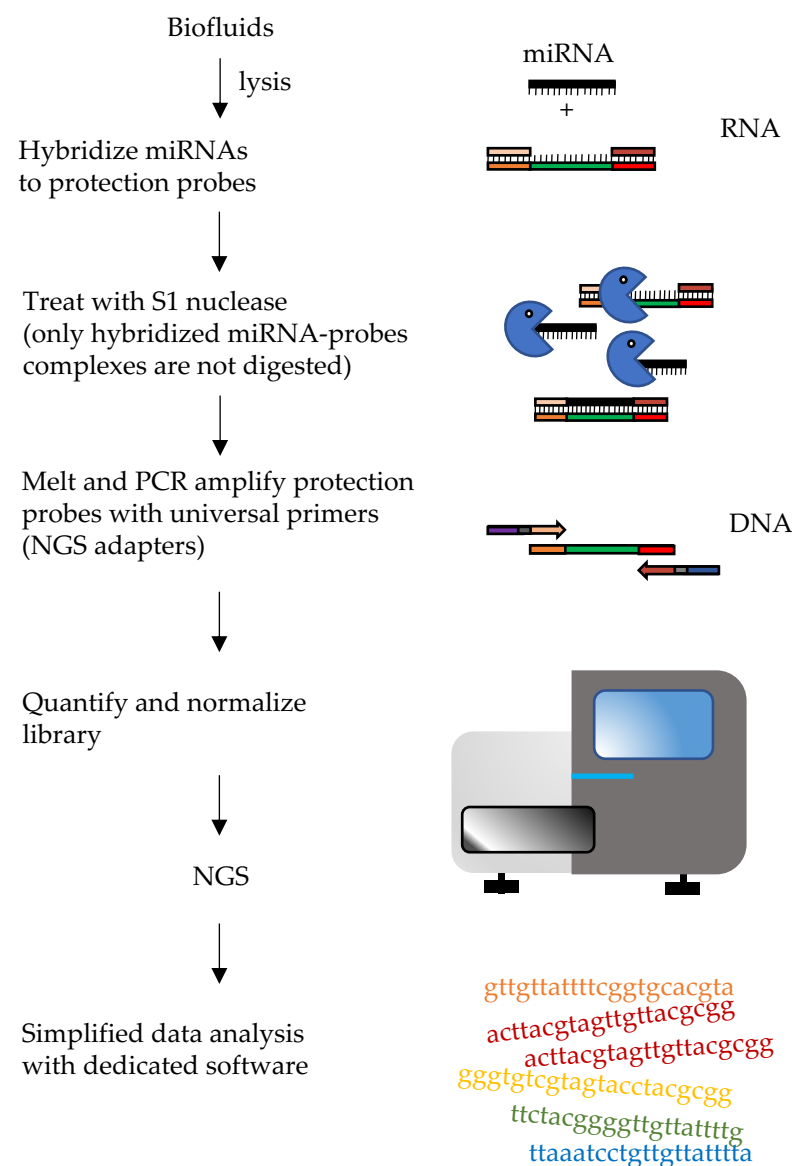 Biofluids
lysis
miRNA
+
RNA
Hybridize miRNAs
to protection probes
Treat with S1 nuclease
(only hybridized miRNA-probes
complexes are not digested)
Melt and PCR amplify protection
probes with universal primers
(NGS adapters)
DNA
Quantify and normalize
library
NGS
Simplified data analysis
with dedicated software
gttgttattttcggtgcacgta
acttacgtagttgttacgcgg
acttacgtagttgttacgcgg
gggtgtcgtagtacctacgcgg
ttctacggggttgttattttg
ttaaatcctgttgttatttta